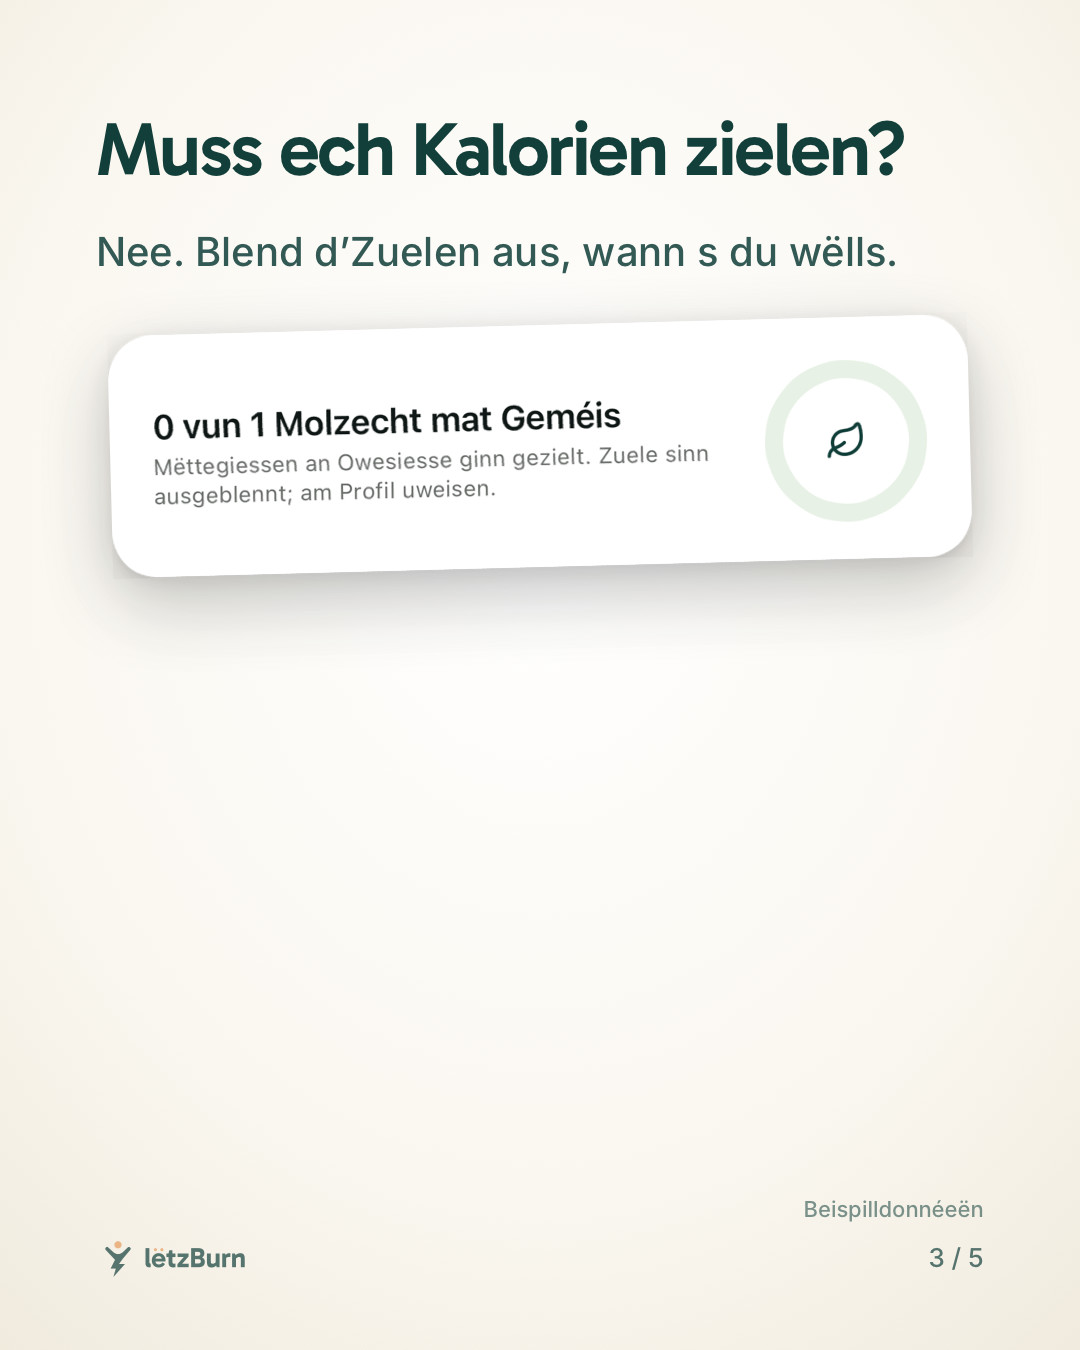 Muss ech Kalorien zielen?
Nee. Blend d’Zuelen aus, wann s du wëlls.
0 vun 1 Molzecht mat Geméis
Mëttegiessen an Owesiesse ginn gezielt. Zuele sinn
ausgeblennt; am Profil uweisen.
Beispilldonnéeën
lëtzBurn
3 / 5